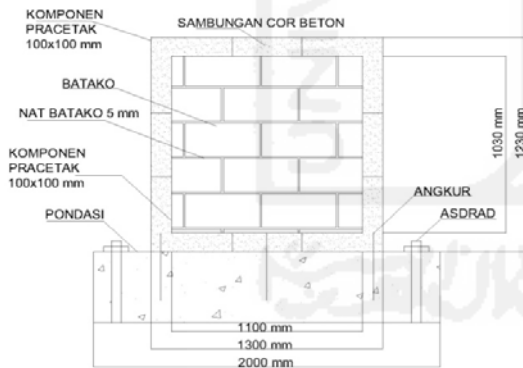 KOMPONEN
PRACETAK
100x100 mm
SAMBUNGAN COR BETON
BATAKO
NAT BATAKO 5 mm
KOMPONEN
PRACETAK
100x100 mm
PONDASI
ANGKUR
ASDRAD
1030 mm
1230 mm
1100 mm
1300 mm
2000 mm